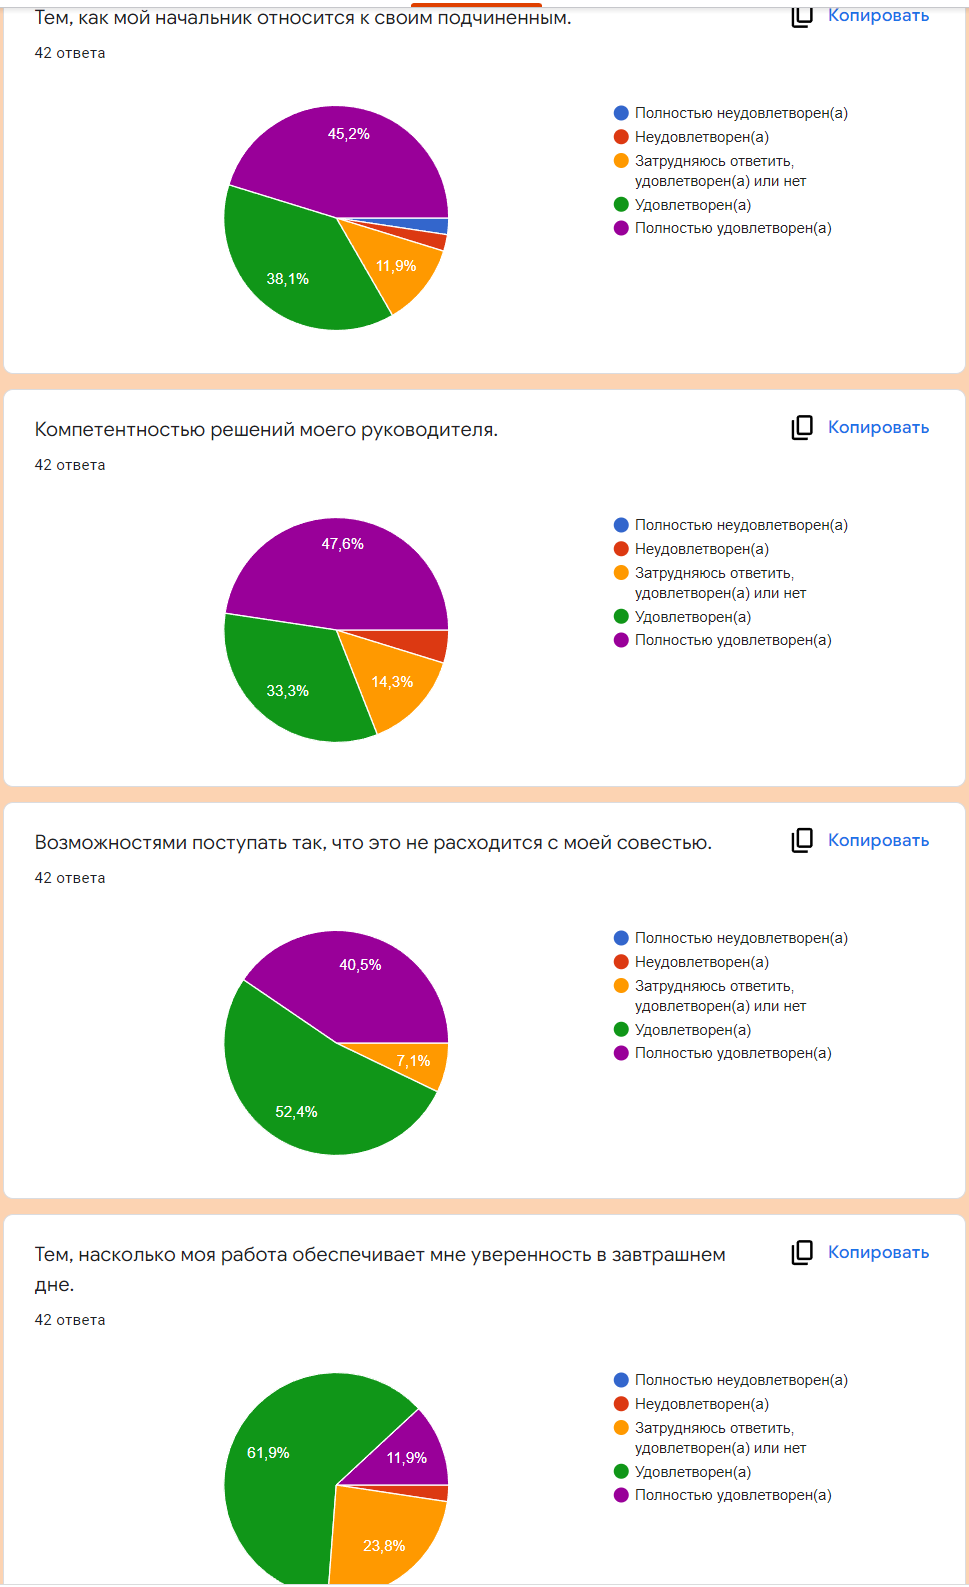 Тем, как мой начальник относится к своим подчиненным.
Копировать
42 ответа
45,2%
38,1%
11,9%
Полностью неудовлетворен(а)
Неудовлетворен(а)
Затрудняюсь ответить,
удовлетворен(а) или нет
Удовлетворен(а)
Полностью удовлетворен(а)
Компетентностью решений моего руководителя.
Копировать
42 ответа
47,6%
33,3%
14,3%
Полностью неудовлетворен(а)
Неудовлетворен(а)
Затрудняюсь ответить,
удовлетворен(а) или нет
Удовлетворен(а)
Полностью удовлетворен(а)
Возможностями поступать так, что это не расходится с моей совестью.
Копировать
42 ответа
40,5%
7,1%
52,4%
Полностью неудовлетворен(а)
Неудовлетворен(а)
Затрудняюсь ответить,
удовлетворен(а) или нет
Удовлетворен(а)
Полностью удовлетворен(а)
Тем, насколько моя работа обеспечивает мне уверенность в завтрашнем
дне.
Копировать
42 ответа
61,9%
11,9%
23,8%
Полностью неудовлетворен(а)
Неудовлетворен(а)
Затрудняюсь ответить,
удовлетворен(а) или нет
Удовлетворен(а)
Полностью удовлетворен(а)